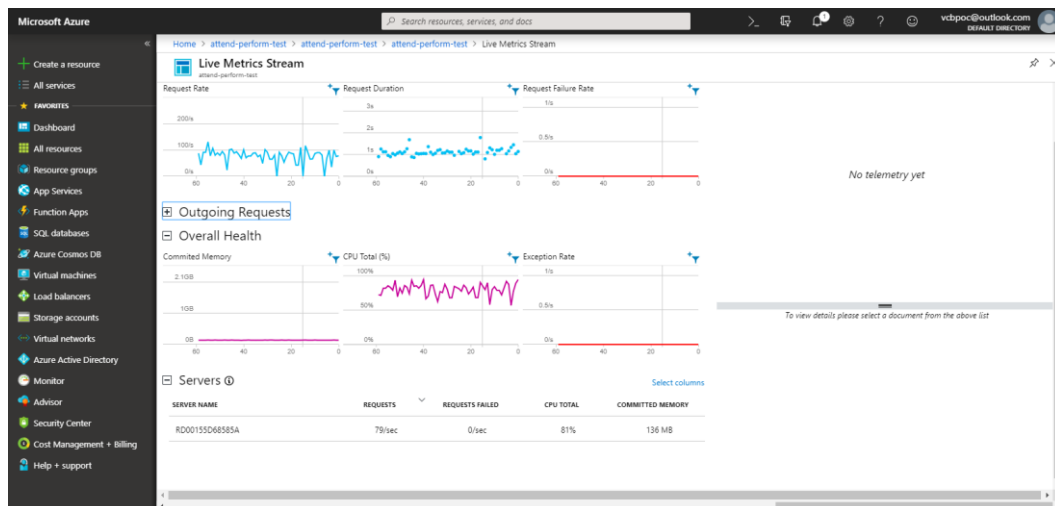 Microsoft Azure
Search resources, services, and docs
vcbpoc@outlook.com
DEFAULT DIRECTORY
Home > attend-perform-test > attend-perform-test > attend-perform-test > Live Metrics Stream
Create a resource
All services
FAVORITES
Dashboard
All resources
Resource groups
App Services
Function Apps
SQL databases
Azure Cosmos DB
Virtual machines
Load balancers
Storage accounts
Virtual networks
Azure Active Directory
Monitor
Advisor
Security Center
Cost Management + Billing
Help + support
Live Metrics Stream
attend-perform-test
Request Rate
200/s
100/s
0/s
60 40 20 0
Request Duration
3s
2s
1s
0s
60 40 20 0
Request Failure Rate
1/s
0.5/s
0/s
60 40 20 0
Outgoing Requests
Overall Health
Commited Memory
2.1GB
1GB
0B
60 40 20 0
CPU Total (%)
100%
50%
0%
60 40 20 0
Exception Rate
1/s
0.5/s
0/s
60 40 20 0
Servers
Select columns
SERVER NAME REQUESTS REQUESTS FAILED CPU TOTAL COMMITTED MEMORY
RD00155D68585A 79/sec 0/sec 81% 136 MB
No telemetry yet
To view details please select a document from the above list